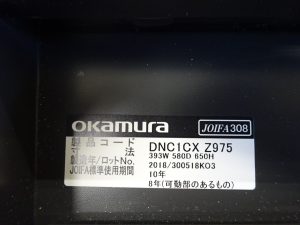 okamura JOIFA308
製品コード DNC1CX Z975
寸法 393W 580D 650H
製造年/ロットNo. 2018/300518KO3
JOIFA標準使用期間 10年
8年(可動部のあるもの)